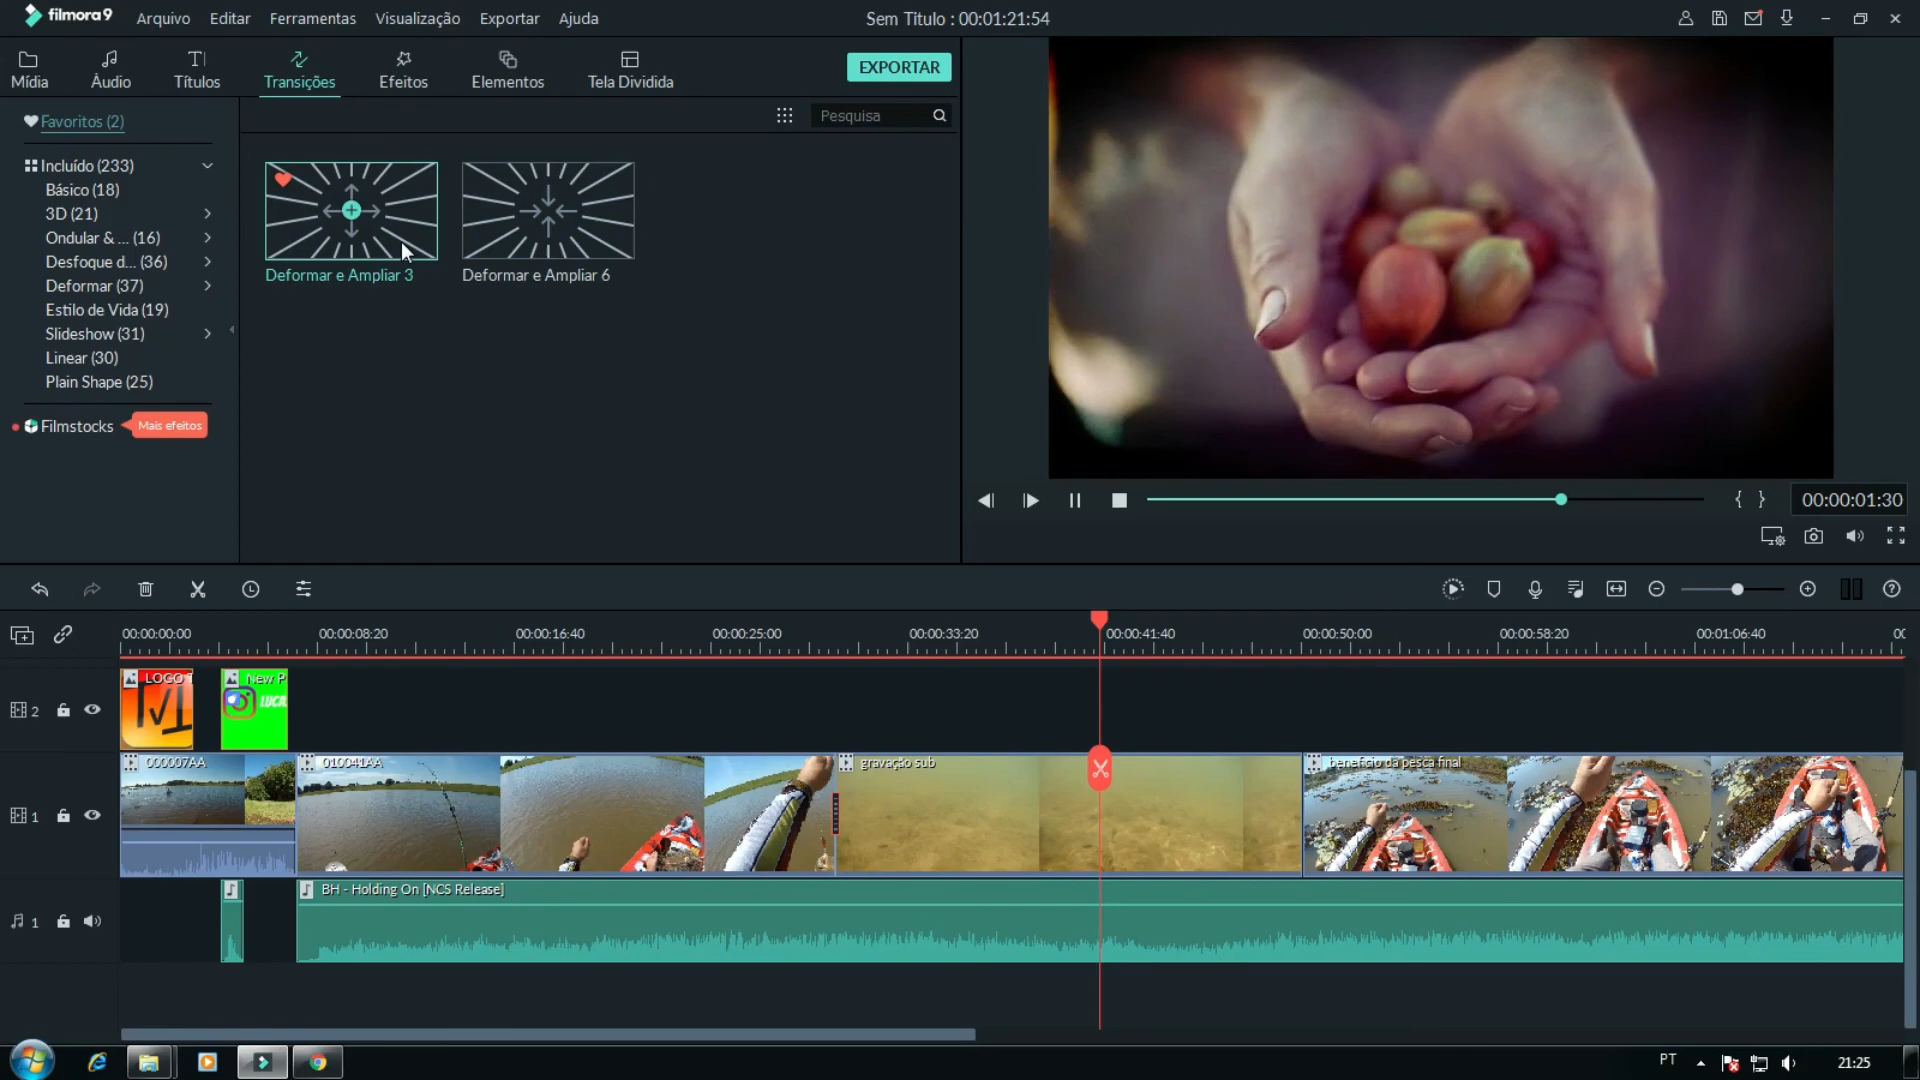 filmora9 Arquivo Editar Ferramentas Visualização Exportar Ajuda Sem Titulo : 00:01:21:54
Mídia Áudio Títulos Transições Efeitos Elementos Tela Dividida EXPORTAR
Favoritos (2)
Pesquisa
Incluído (233)
Básico (18)
3D (21)
Ondular & ... (16)
Desfoque d... (36)
Deformar (37)
Estilo de Vida (19)
Slideshow (31)
Linear (30)
Plain Shape (25)
Filmstocks Mais efeitos
Deformar e Ampliar 3 Deformar e Ampliar 6
{ } 00:00:01:30
00:00:00:00 00:00:08:20 00:00:16:40 00:00:25:00 00:00:33:20 00:00:41:40 00:00:50:00 00:00:58:20 00:01:06:40 00
LOGO T New P
LUCA
2
000007AA 010041AA gravação sub beneficio da pesca final
1
BH - Holding On [NCS Release]
1
PT 21:25